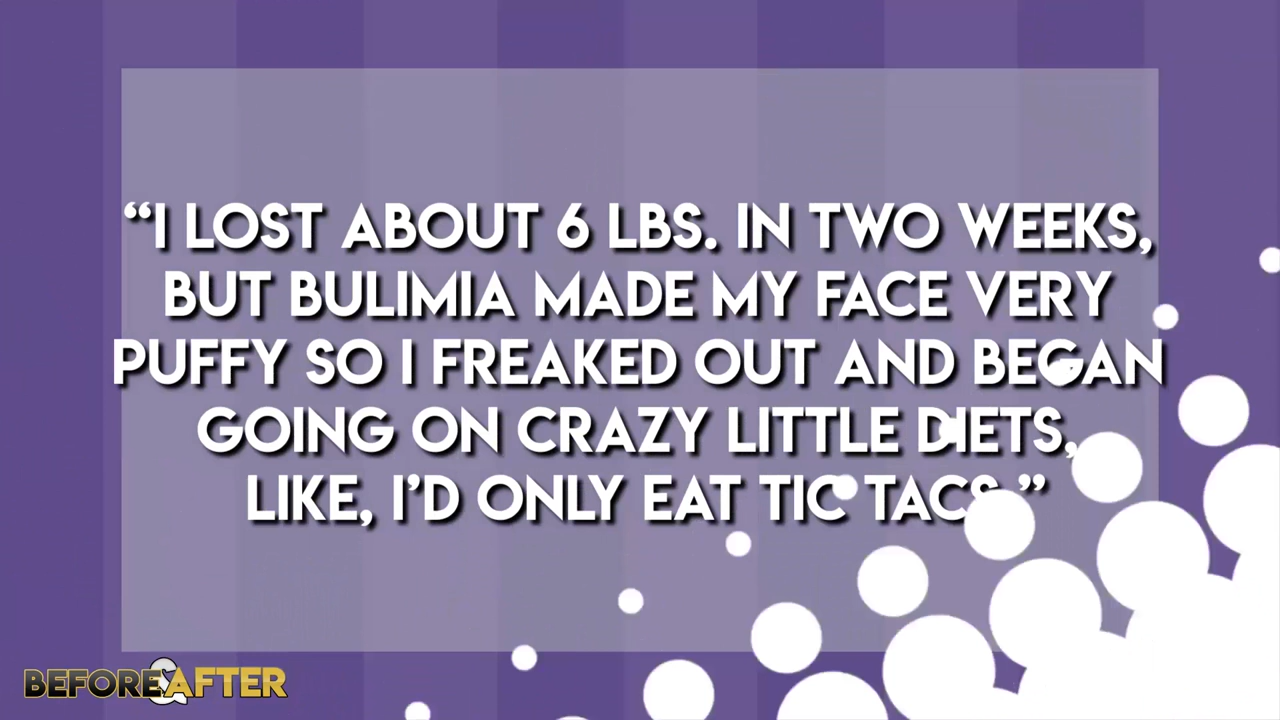 “I LOST ABOUT 6 LBS. IN TWO WEEKS,
BUT BULIMIA MADE MY FACE VERY
PUFFY SO I FREAKED OUT AND BEGAN
GOING ON CRAZY LITTLE DIETS,
LIKE, I’D ONLY EAT TIC TACS.”
BEFORE&AFTER